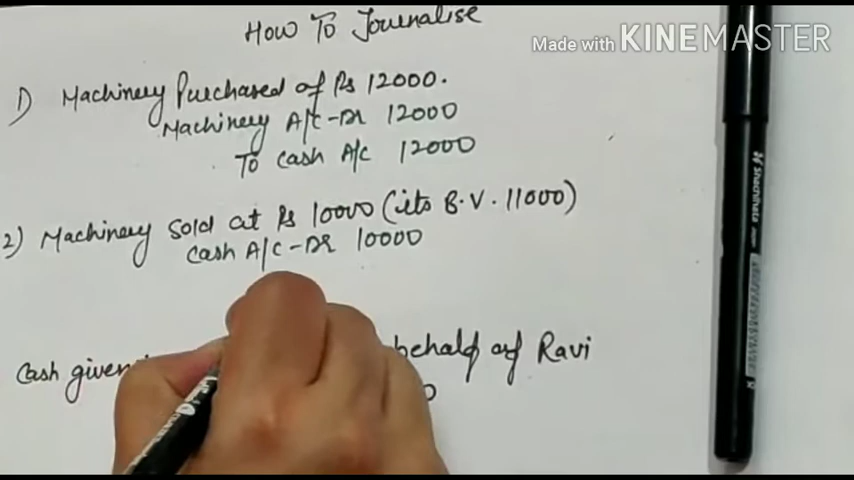 How To Journalise
Made with KINEMASTER
1) Machinery Purchased of Rs 12000.
Machinery A/c - Dr 12000
To cash A/c 12000
2) Machinery sold at Rs 10000 (its B.V. 11000)
Cash A/c - Dr 10000
Cash given behalf of Ravi